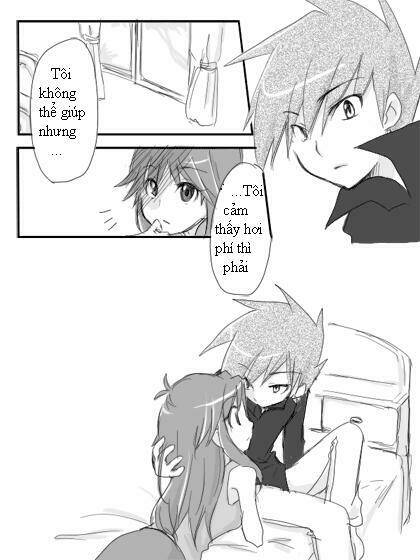 Tôi
không
thể giúp
nhưng
...
...Tôi
cảm
thấy hơi
phí thì
phải